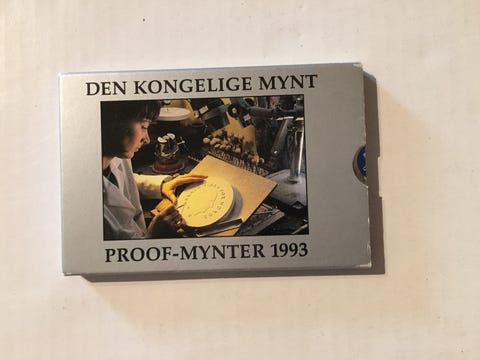 DEN KONGELIGE MYNT
PROOF-MYNTER 1993